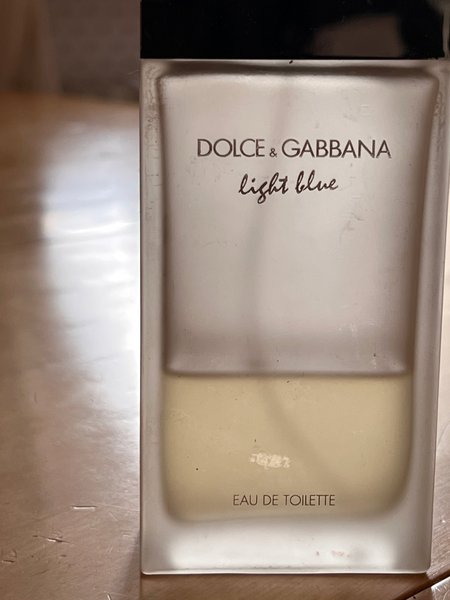 DOLCE & GABBANA
light blue
EAU DE TOILETTE